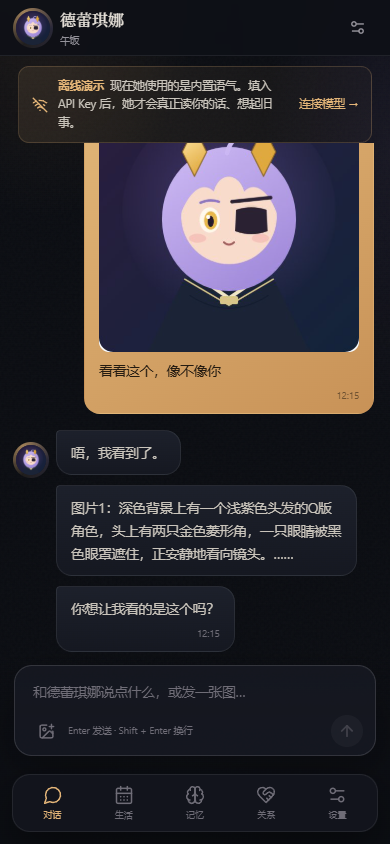 德蕾琪娜
午饭
离线演示 现在她使用的是内置语气。填入
API Key 后，她才会真正读你的话、想起旧
事。
连接模型 →
看看这个，像不像你
12:15
唔，我看到了。
图片1：深色背景上有一个浅紫色头发的Q版
角色，头上有两只金色菱形角，一只眼睛被黑
色眼罩遮住，正安静地看向镜头。……
你想让我看的是这个吗？
12:15
和德蕾琪娜说点什么，或发一张图...
Enter 发送 · Shift + Enter 换行
对话
生活
记忆
关系
设置